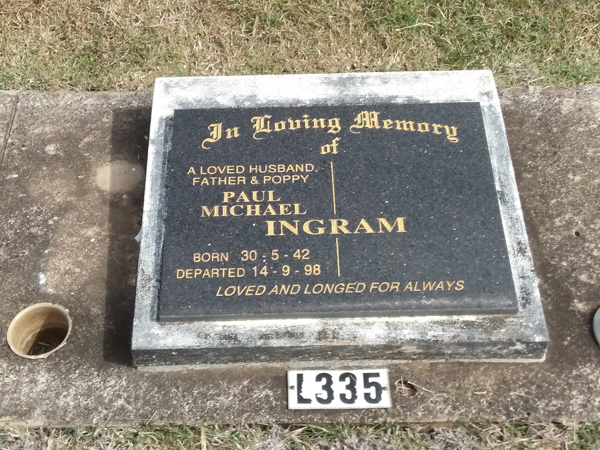 In Loving Memory
of
A LOVED HUSBAND,
FATHER & POPPY
PAUL
MICHAEL
INGRAM
BORN 30 - 5 - 42
DEPARTED 14 - 9 - 98
LOVED AND LONGED FOR ALWAYS
L335